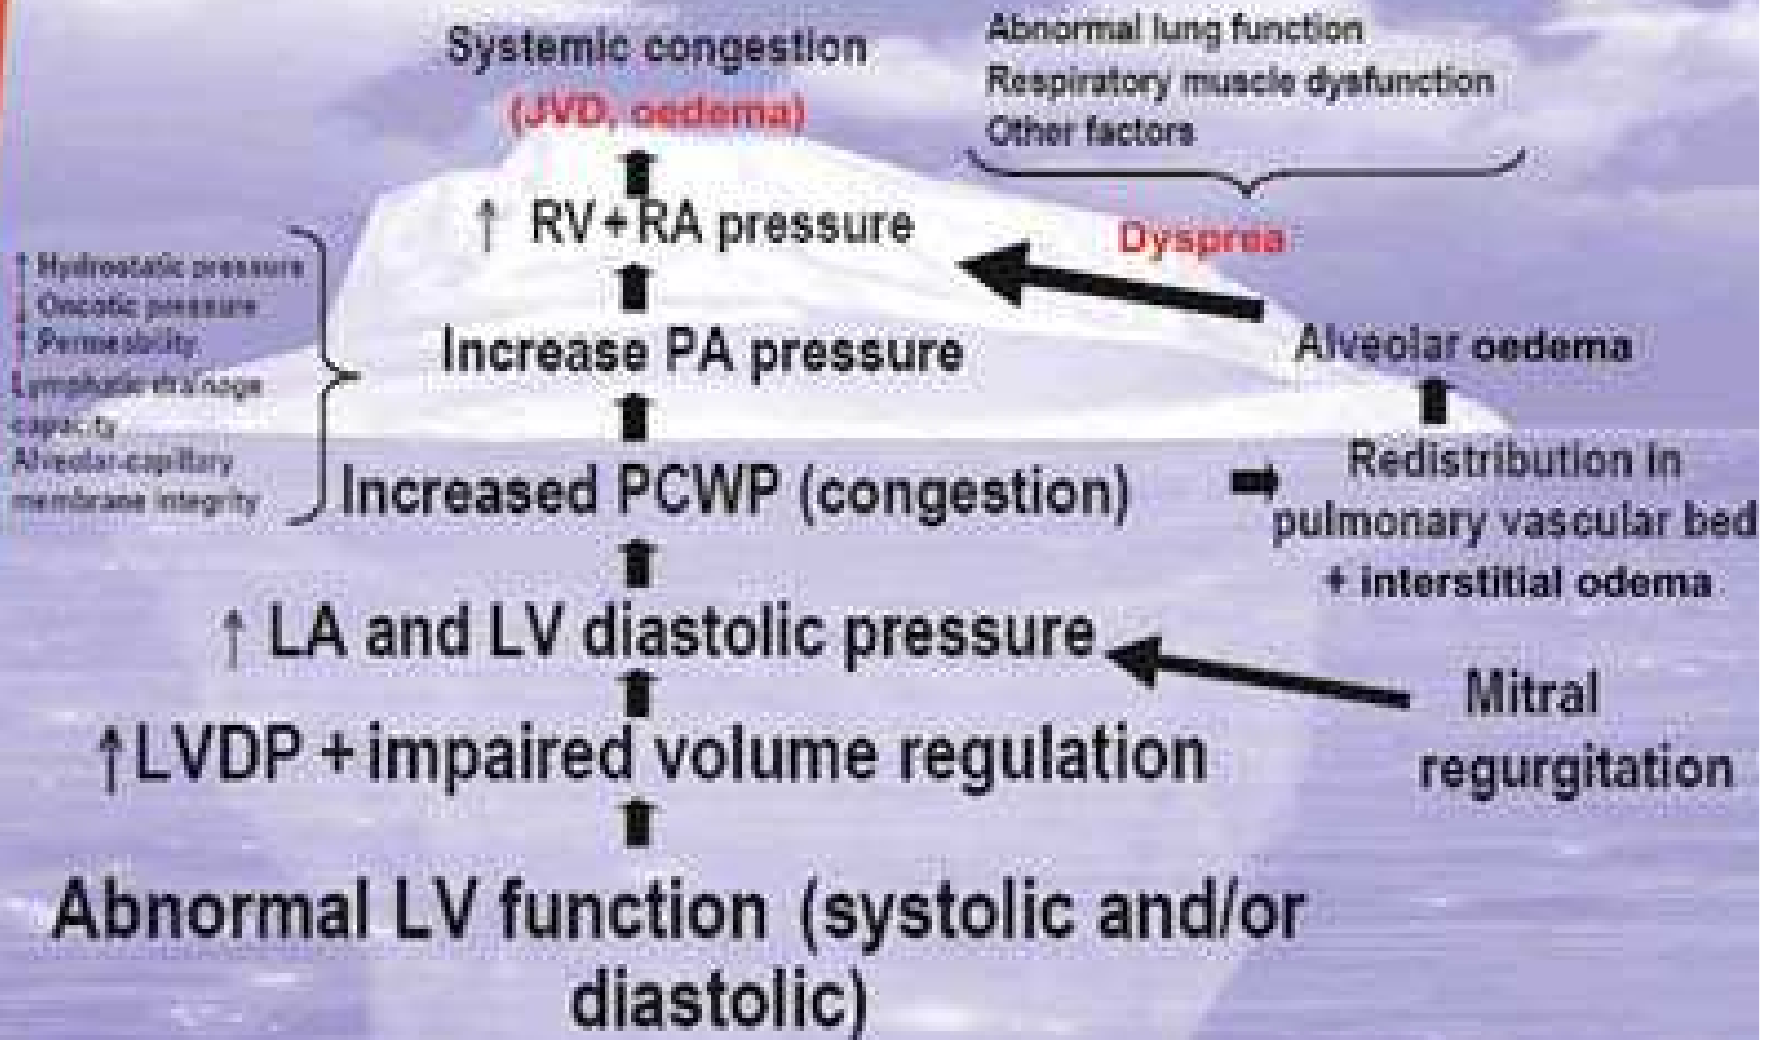 Systemic congestion
(JVD, oedema)
Abnormal lung function
Respiratory muscle dysfunction
Other factors
↑ RV + RA pressure
Dyspnea
↑ Hydrostatic pressure
↓ Oncotic pressure
↑ Permeability
Lymphatic drainage
capacity
Alveolar-capillary
membrane integrity
Increase PA pressure
Alveolar oedema
Increased PCWP (congestion)
Redistribution in
pulmonary vascular bed
+ interstitial odema
↑ LA and LV diastolic pressure
Mitral
regurgitation
↑LVDP + impaired volume regulation
Abnormal LV function (systolic and/or
diastolic)